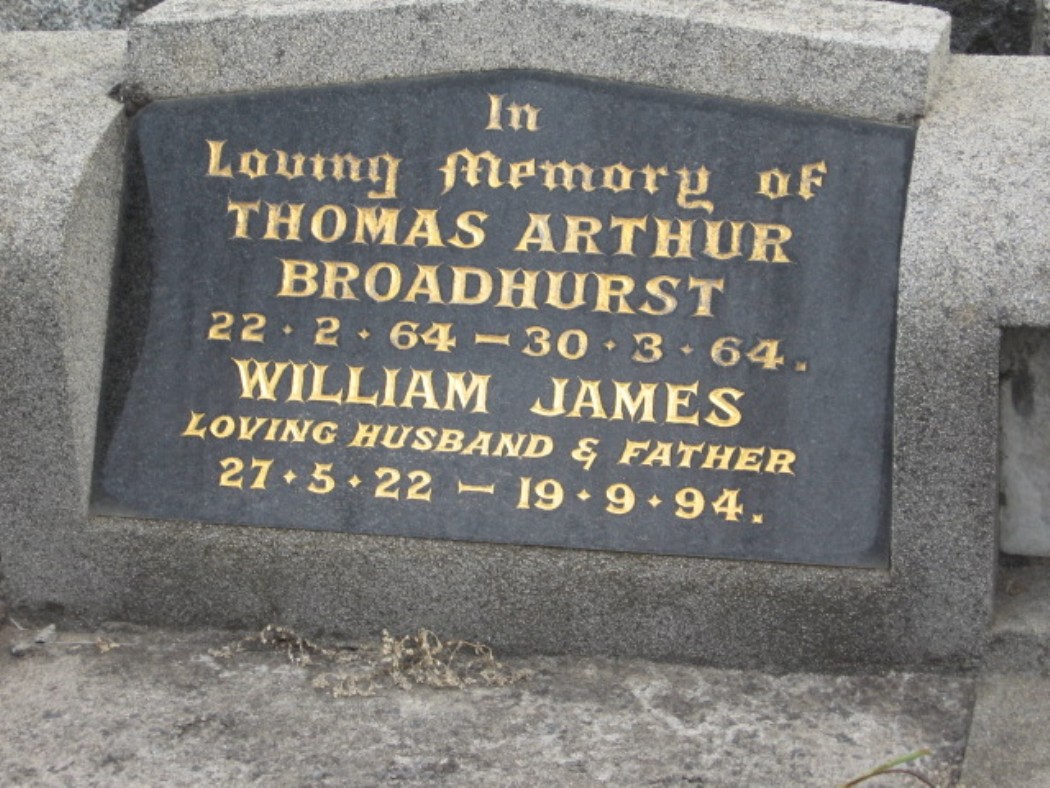 In
Loving Memory of
THOMAS ARTHUR
BROADHURST
22·2·64—30·3·64.
WILLIAM JAMES
LOVING HUSBAND & FATHER
27·5·22—19·9·94.